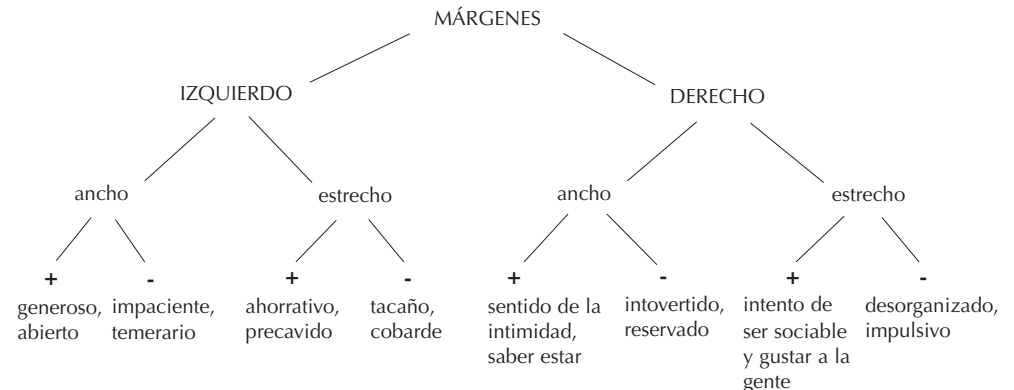 MÁRGENES
IZQUIERDO
DERECHO
ancho
estrecho
ancho
estrecho
+
-
+
-
+
-
+
-
generoso,
abierto
impaciente,
temerario
ahorrativo,
precavido
tacaño,
cobarde
sentido de la
intimidad,
saber estar
intovertido,
reservado
intento de
ser sociable
y gustar a la
gente
desorganizado,
impulsivo